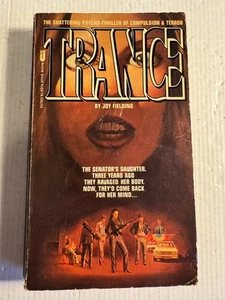 THE SHATTERING PSYCHO-THRILLER OF COMPULSION & TERROR
TRANCE
BY JOY FIELDING
THE SENATOR'S DAUGHTER.
THREE YEARS AGO
THEY RAVAGED HER BODY.
NOW, THEY'D COME BACK
FOR HER MIND...